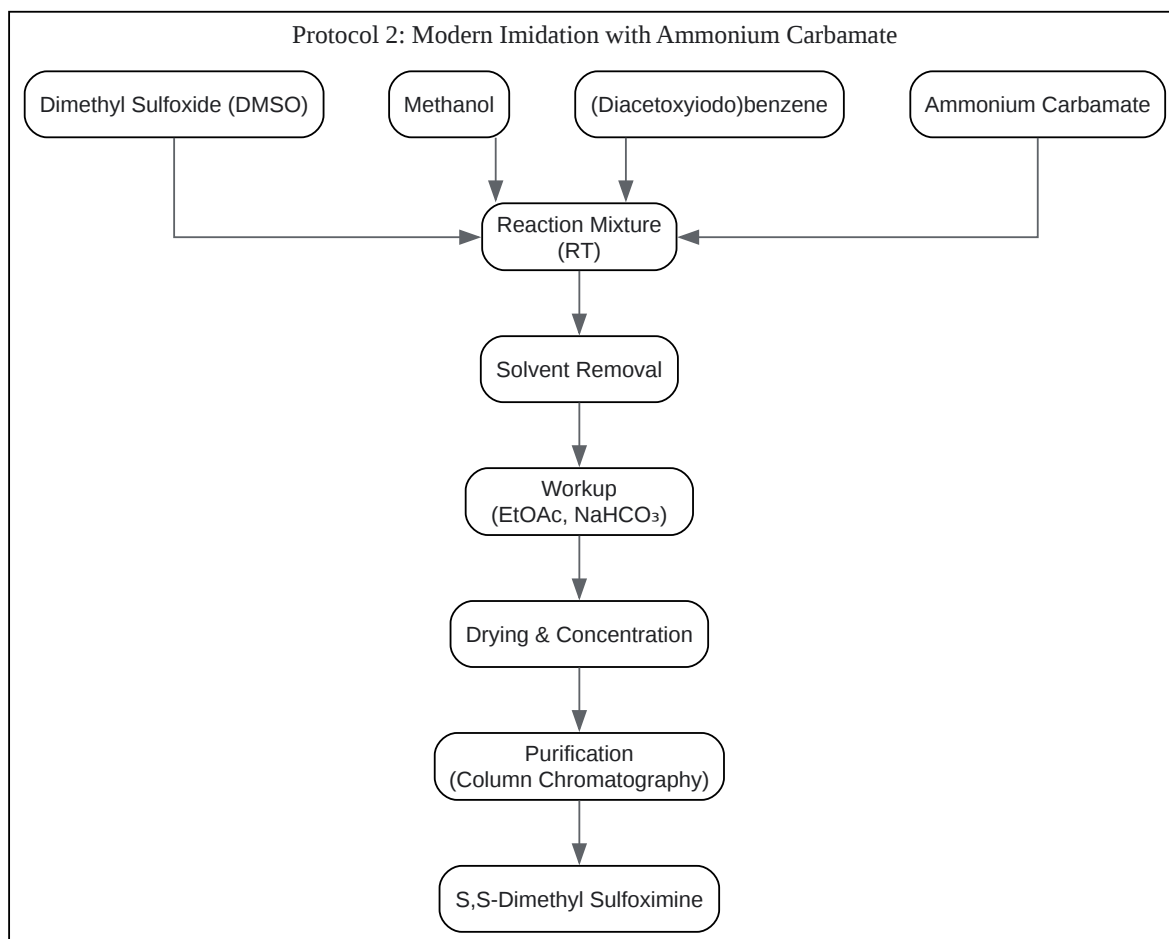 Protocol 2: Modern Imidation with Ammonium Carbamate
Dimethyl Sulfoxide (DMSO)
Methanol
(Diacetoxyiodo)benzene
Ammonium Carbamate
Reaction Mixture
(RT)
Solvent Removal
Workup
(EtOAc, NaHCO₃)
Drying & Concentration
Purification
(Column Chromatography)
S,S-Dimethyl Sulfoximine